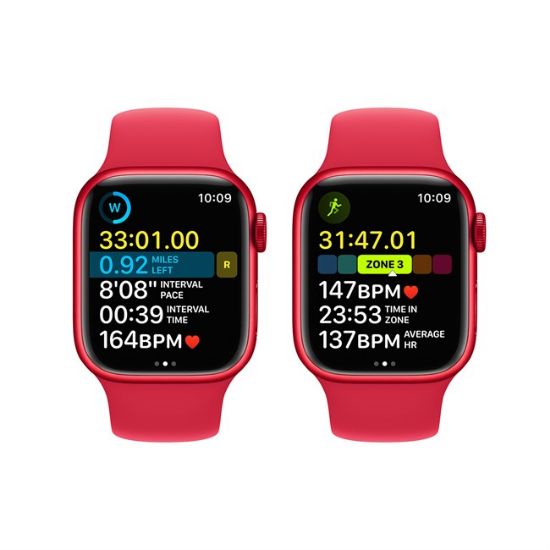 W
10:09
33:01.00
0.92 MILES LEFT
R
8'08" INTERVAL PACE
00:39 INTERVAL TIME
164BPM
10:09
31:47.01
ZONE 3
147BPM
23:53 TIME IN ZONE
137BPM AVERAGE HR